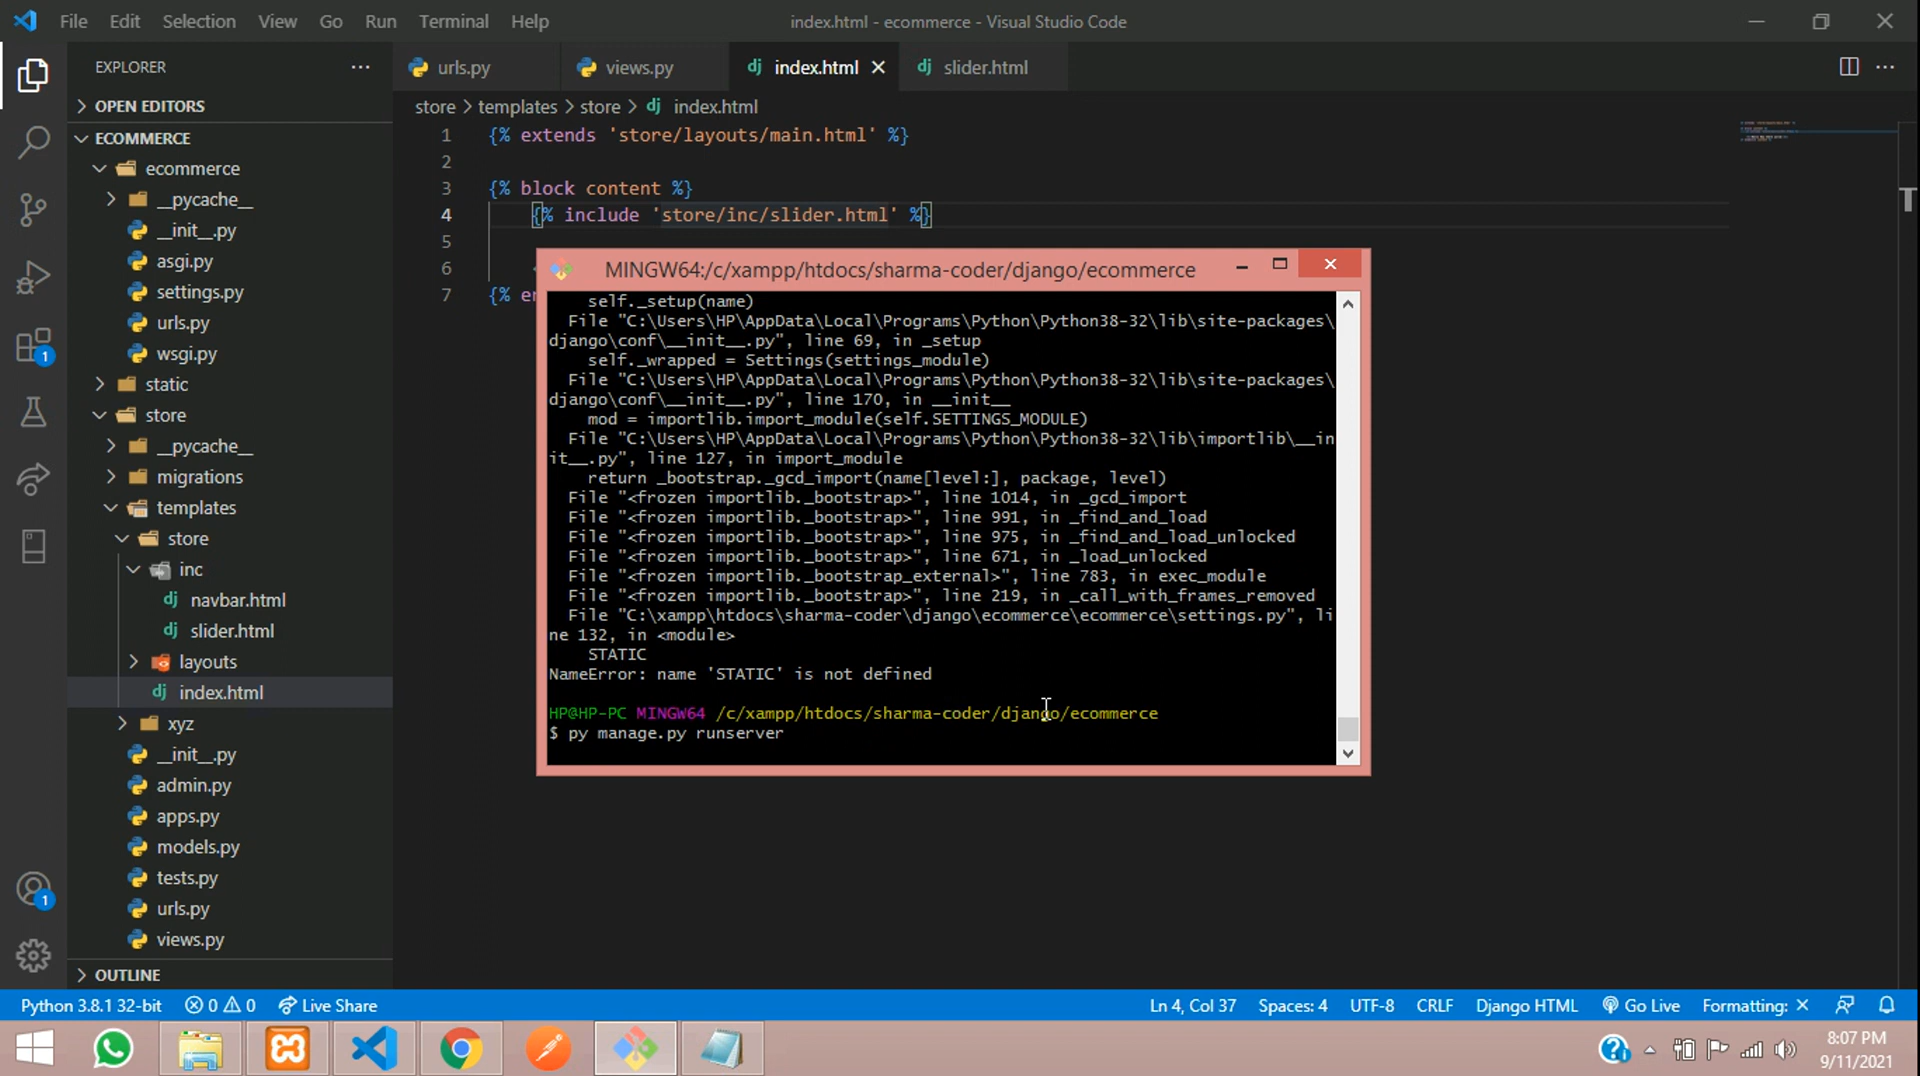 File Edit Selection View Go Run Terminal Help
index.html - ecommerce - Visual Studio Code
EXPLORER
urls.py
views.py
index.html
slider.html
OPEN EDITORS
store > templates > store > index.html
ECOMMERCE
ecommerce
__pycache__
__init__.py
asgi.py
settings.py
urls.py
wsgi.py
static
store
__pycache__
migrations
templates
store
inc
navbar.html
slider.html
layouts
index.html
xyz
__init__.py
admin.py
apps.py
models.py
tests.py
urls.py
views.py
OUTLINE
1 {% extends 'store/layouts/main.html' %}
2
3 {% block content %}
4 {% include 'store/inc/slider.html' %}
5
6 <
7 {% en
MINGW64:/c/xampp/htdocs/sharma-coder/django/ecommerce
self._setup(name)
File "C:\Users\HP\AppData\Local\Programs\Python\Python38-32\lib\site-packages\
django\conf\__init__.py", line 69, in _setup
self._wrapped = Settings(settings_module)
File "C:\Users\HP\AppData\Local\Programs\Python\Python38-32\lib\site-packages\
django\conf\__init__.py", line 170, in __init__
mod = importlib.import_module(self.SETTINGS_MODULE)
File "C:\Users\HP\AppData\Local\Programs\Python\Python38-32\lib\importlib\__in
it__.py", line 127, in import_module
return _bootstrap._gcd_import(name[level:], package, level)
File "<frozen importlib._bootstrap>", line 1014, in _gcd_import
File "<frozen importlib._bootstrap>", line 991, in _find_and_load
File "<frozen importlib._bootstrap>", line 975, in _find_and_load_unlocked
File "<frozen importlib._bootstrap>", line 671, in _load_unlocked
File "<frozen importlib._bootstrap_external>", line 783, in exec_module
File "<frozen importlib._bootstrap>", line 219, in _call_with_frames_removed
File "C:\xampp\htdocs\sharma-coder\django\ecommerce\ecommerce\settings.py", li
ne 132, in <module>
STATIC
NameError: name 'STATIC' is not defined
HP@HP-PC MINGW64 /c/xampp/htdocs/sharma-coder/django/ecommerce
$ py manage.py runserver
1
1
Python 3.8.1 32-bit 0 0 Live Share
Ln 4, Col 37 Spaces: 4 UTF-8 CRLF Django HTML Go Live Formatting: ×
8:07 PM
9/11/2021